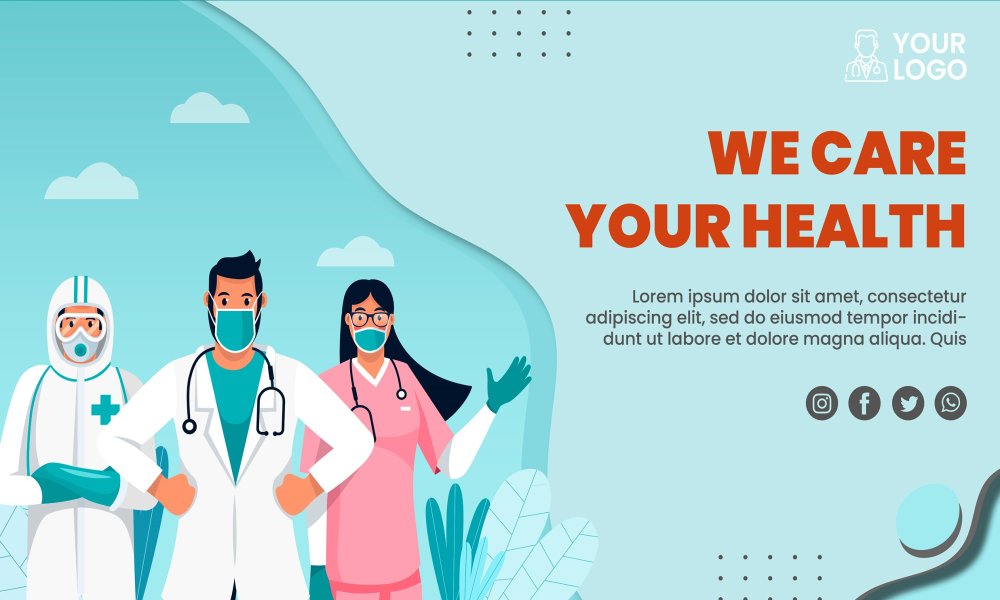 YOUR
LOGO
WE CARE
YOUR HEALTH
Lorem ipsum dolor sit amet, consectetur
adipiscing elit, sed do eiusmod tempor incidi-
dunt ut labore et dolore magna aliqua. Quis